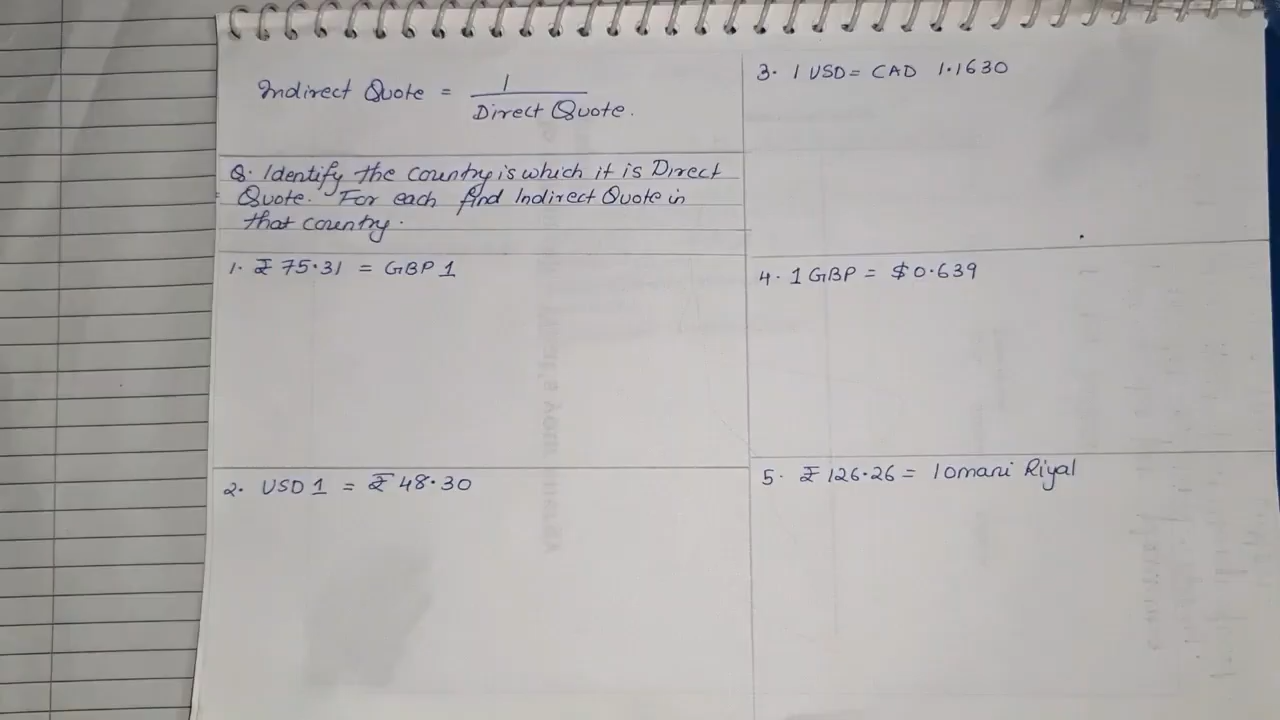 Indirect Quote = 1
Direct Quote.
Q. Identify the country is which it is Direct
Quote. For each find Indirect Quote in
that country.
1. ₹ 75.31 = GBP 1
2. USD 1 = ₹ 48.30
3. 1 USD = CAD 1.1630
4. 1 GBP = $0.639
5. ₹ 126.26 = 1 omani Riyal